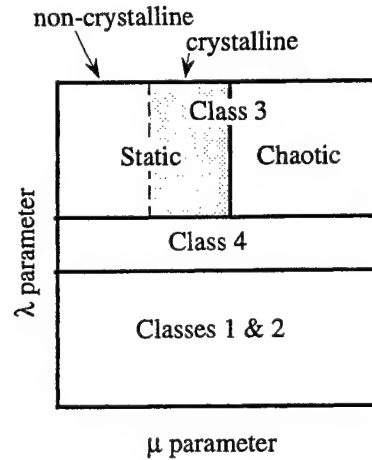 non-crystalline
crystalline
Class 3
Static
Chaotic
Class 4
Classes 1 & 2
λ parameter
μ parameter